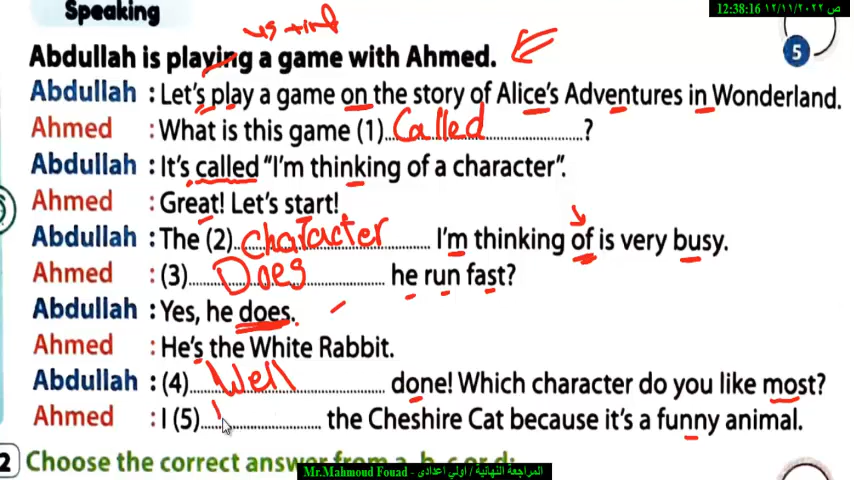 Speaking
ص 12:38:16 ١٢/١١/٢٠٢٢
5
Abdullah is playing a game with Ahmed.
Abdullah : Let's play a game on the story of Alice's Adventures in Wonderland.
Ahmed : What is this game (1) Called ?
Abdullah : It's called "I'm thinking of a character".
Ahmed : Great! Let's start!
Abdullah : The (2) character I'm thinking of is very busy.
Ahmed : (3) Does he run fast?
Abdullah : Yes, he does.
Ahmed : He's the White Rabbit.
Abdullah : (4) Well done! Which character do you like most?
Ahmed : I (5) the Cheshire Cat because it's a funny animal.
2 Choose the correct answer from a, b, c or d:
Mr.Mahmoud Fouad - المراجعة النهائية / اولي اعدادى